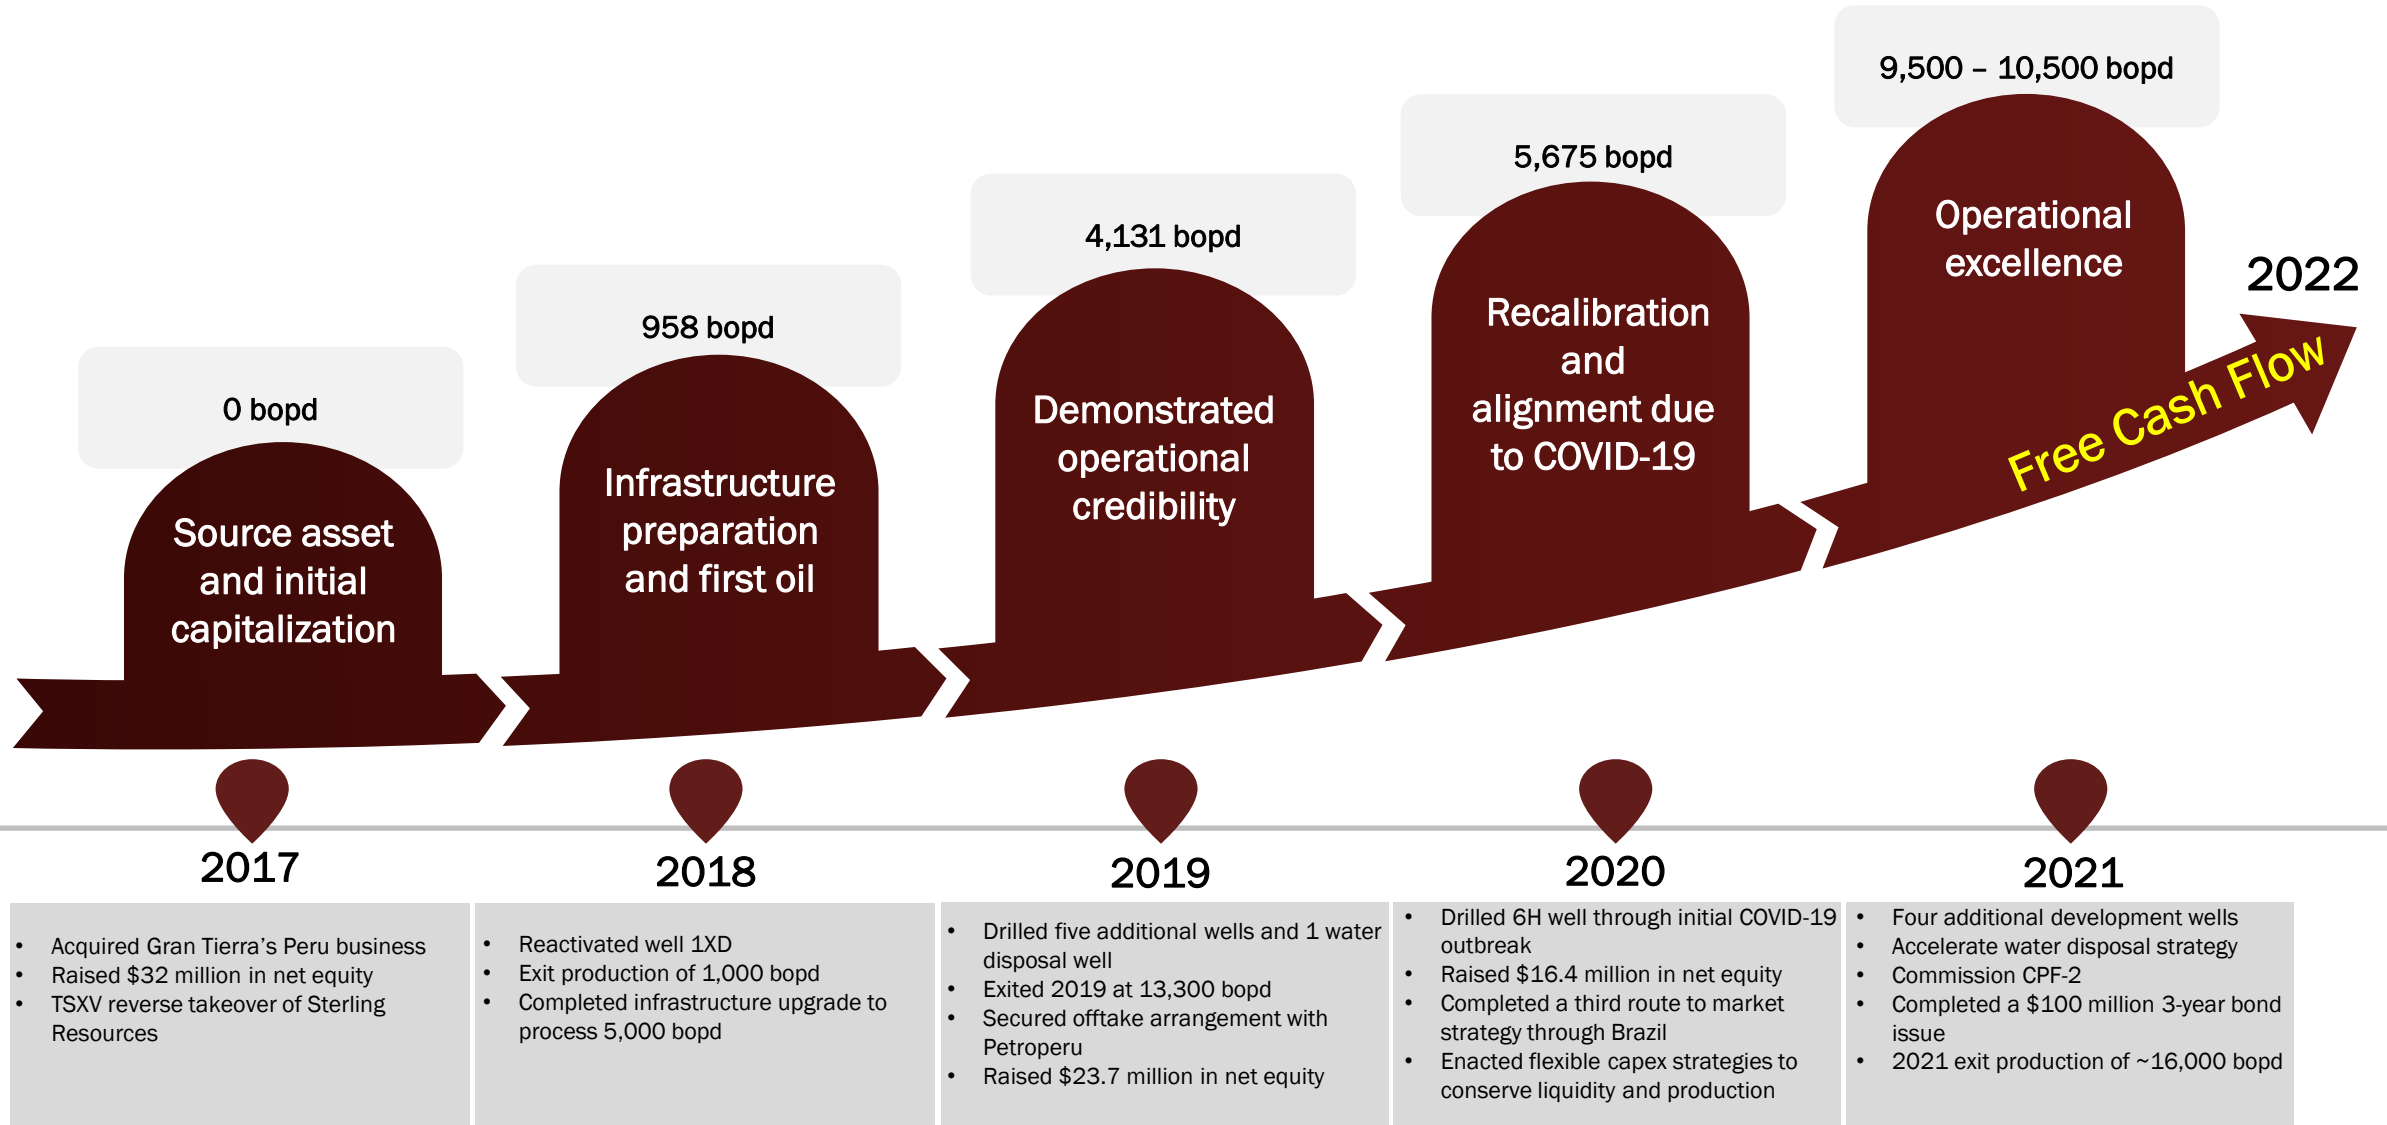 0 bopd
Source asset
and initial
capitalization
958 bopd
Infrastructure
preparation
and first oil
4,131 bopd
Demonstrated
operational
credibility
5,675 bopd
Recalibration
and
alignment due
to COVID-19
9,500 – 10,500 bopd
Operational
excellence
2022
Free Cash Flow
2017
• Acquired Gran Tierra’s Peru business
• Raised $32 million in net equity
• TSXV reverse takeover of Sterling
Resources
2018
• Reactivated well 1XD
• Exit production of 1,000 bopd
• Completed infrastructure upgrade to
process 5,000 bopd
2019
• Drilled five additional wells and 1 water
disposal well
• Exited 2019 at 13,300 bopd
• Secured offtake arrangement with
Petroperu
• Raised $23.7 million in net equity
2020
• Drilled 6H well through initial COVID-19
outbreak
• Raised $16.4 million in net equity
• Completed a third route to market
strategy through Brazil
• Enacted flexible capex strategies to
conserve liquidity and production
2021
• Four additional development wells
• Accelerate water disposal strategy
• Commission CPF-2
• Completed a $100 million 3-year bond
issue
• 2021 exit production of ~16,000 bopd